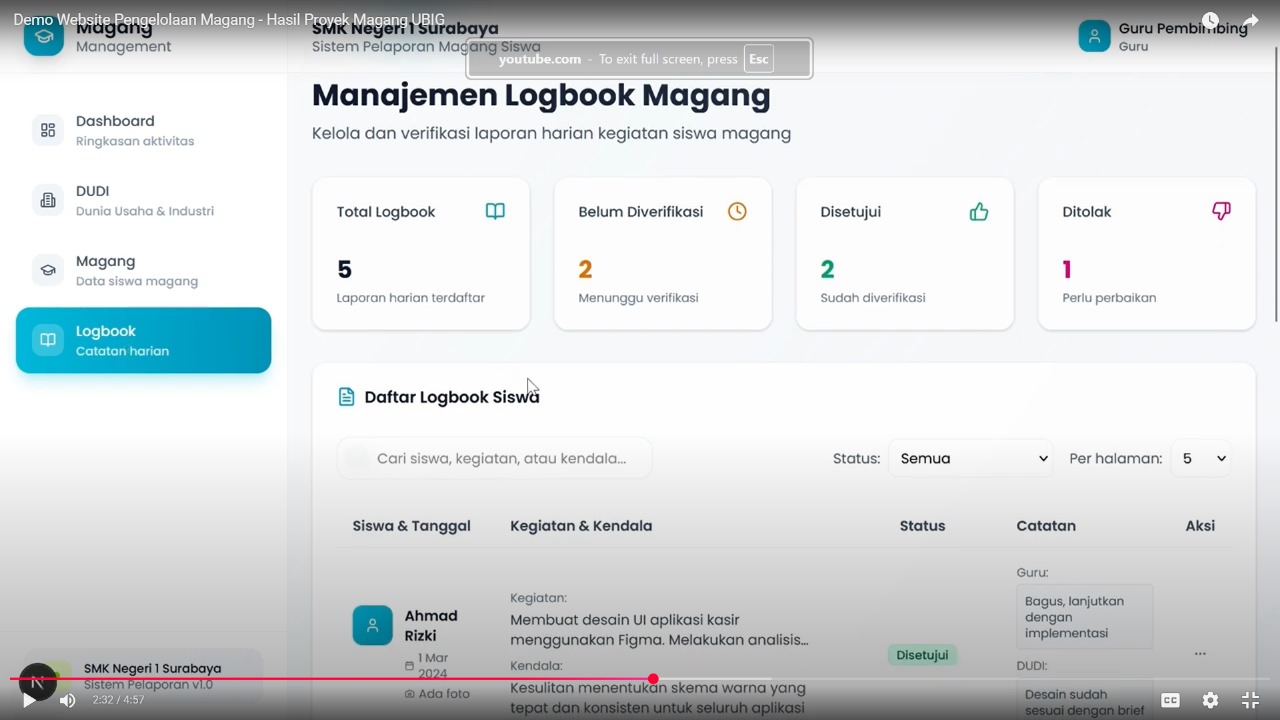 Demo Website Pengelolaan Magang - Hasil Proyek Magang UBIG
Magang
Management
SMK Negeri 1 Surabaya
Sistem Pelaporan Magang Siswa
Guru Pembimbing
Guru
youtube.com - To exit full screen, press Esc
Dashboard
Ringkasan aktivitas
DUDI
Dunia Usaha & Industri
Magang
Data siswa magang
Logbook
Catatan harian
Manajemen Logbook Magang
Kelola dan verifikasi laporan harian kegiatan siswa magang
Total Logbook
5
Laporan harian terdaftar
Belum Diverifikasi
2
Menunggu verifikasi
Disetujui
2
Sudah diverifikasi
Ditolak
1
Perlu perbaikan
Daftar Logbook Siswa
Cari siswa, kegiatan, atau kendala...
Status: Semua
Per halaman: 5
Siswa & Tanggal Kegiatan & Kendala Status Catatan Aksi
Ahmad
Rizki
1 Mar
2024
Ada foto
Kegiatan:
Membuat desain UI aplikasi kasir
menggunakan Figma. Melakukan analisis...
Kendala:
Kesulitan menentukan skema warna yang
tepat dan konsisten untuk seluruh aplikasi
Disetujui
Guru:
Bagus, lanjutkan
dengan
implementasi
DUDI:
Desain sudah
sesuai dengan brief
...
SMK Negeri 1 Surabaya
Sistem Pelaporan v1.0
N
2:32 / 4:57
CC